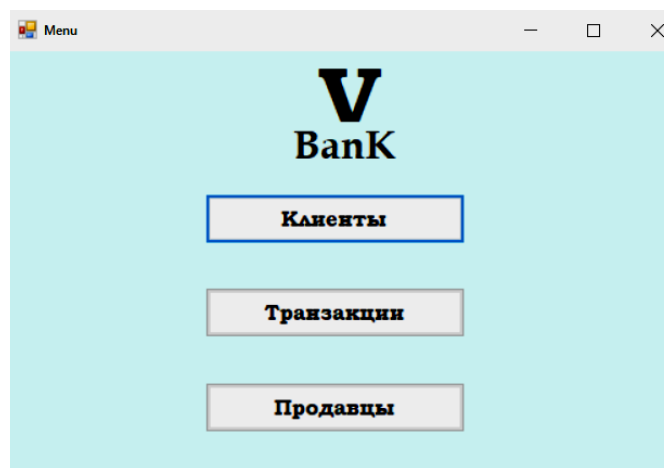 Menu
V
BanK
Клиенты
Транзакции
Продавцы